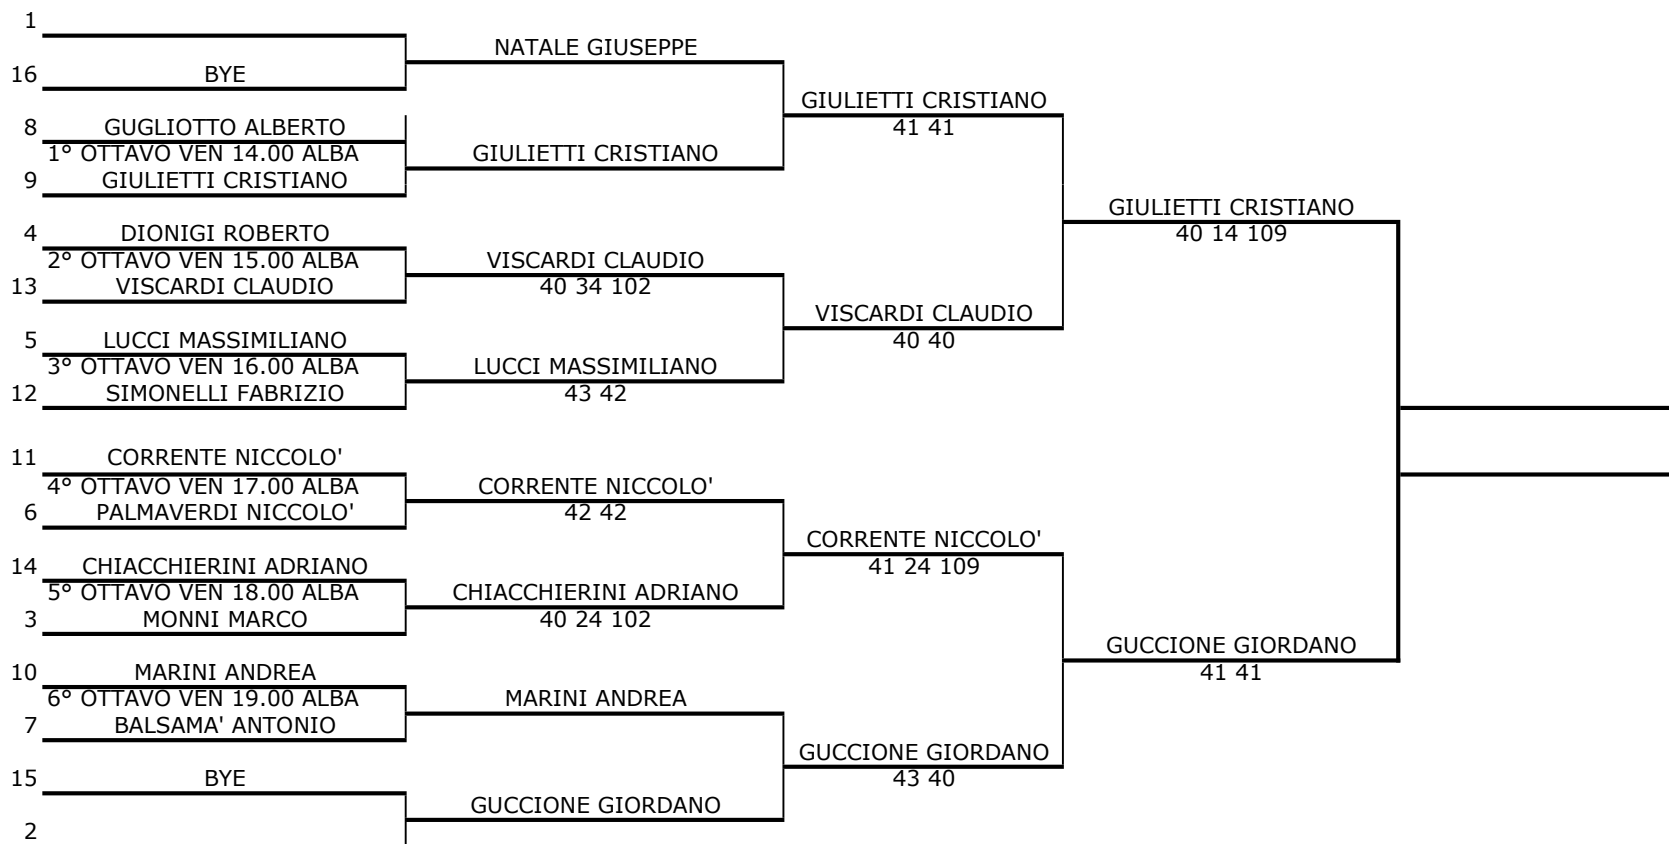 1
NATALE GIUSEPPE
16 BYE
GIULIETTI CRISTIANO
41 41
8 GUGLIOTTO ALBERTO
1° OTTAVO VEN 14.00 ALBA
GIULIETTI CRISTIANO
9 GIULIETTI CRISTIANO
GIULIETTI CRISTIANO
40 14 109
4 DIONIGI ROBERTO
2° OTTAVO VEN 15.00 ALBA
VISCARDI CLAUDIO
40 34 102
13 VISCARDI CLAUDIO
VISCARDI CLAUDIO
40 40
5 LUCCI MASSIMILIANO
3° OTTAVO VEN 16.00 ALBA
LUCCI MASSIMILIANO
43 42
12 SIMONELLI FABRIZIO
11 CORRENTE NICCOLO'
4° OTTAVO VEN 17.00 ALBA
CORRENTE NICCOLO'
42 42
6 PALMAVERDI NICCOLO'
CORRENTE NICCOLO'
41 24 109
14 CHIACCHIERINI ADRIANO
5° OTTAVO VEN 18.00 ALBA
CHIACCHIERINI ADRIANO
40 24 102
3 MONNI MARCO
GUCCIONE GIORDANO
41 41
10 MARINI ANDREA
6° OTTAVO VEN 19.00 ALBA
MARINI ANDREA
7 BALSAMA' ANTONIO
GUCCIONE GIORDANO
43 40
15 BYE
GUCCIONE GIORDANO
2